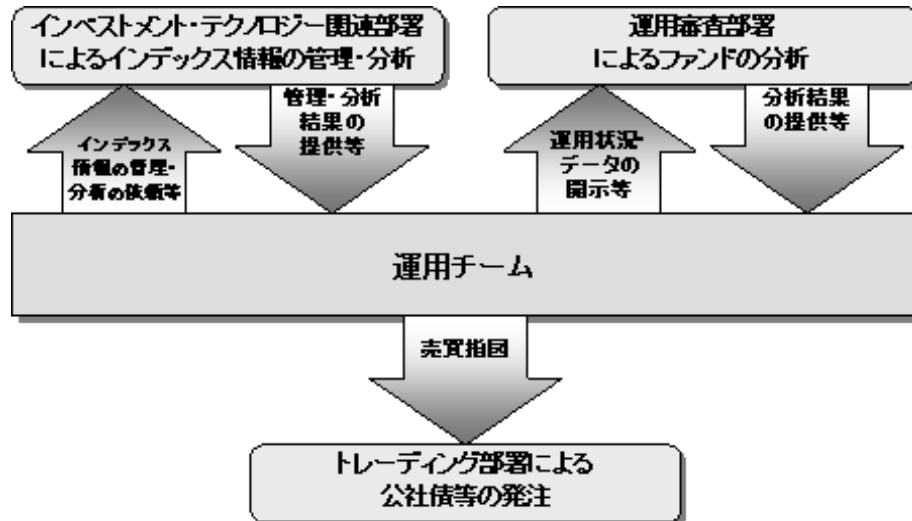 インベストメント・テクノロジー関連部署
によるインデックス情報の管理・分析
運用審査部署
によるファンドの分析
インデックス
情報の管理・
分析の依頼等
管理・分析
結果の
提供等
運用状況・
データの
開示等
分析結果
の提供等
運用チーム
売買指図
トレーディング部署による
公社債等の発注